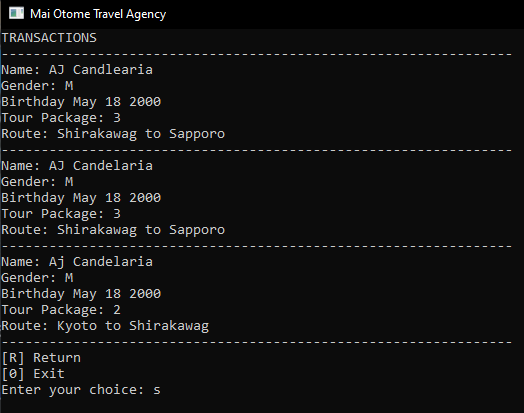 Mai Otome Travel Agency
TRANSACTIONS
----------------------------------------------------------------
Name: AJ Candlearia
Gender: M
Birthday May 18 2000
Tour Package: 3
Route: Shirakawag to Sapporo
----------------------------------------------------------------
Name: AJ Candelaria
Gender: M
Birthday May 18 2000
Tour Package: 3
Route: Shirakawag to Sapporo
----------------------------------------------------------------
Name: Aj Candelaria
Gender: M
Birthday May 18 2000
Tour Package: 2
Route: Kyoto to Shirakawag
----------------------------------------------------------------
[R] Return
[0] Exit
Enter your choice: s